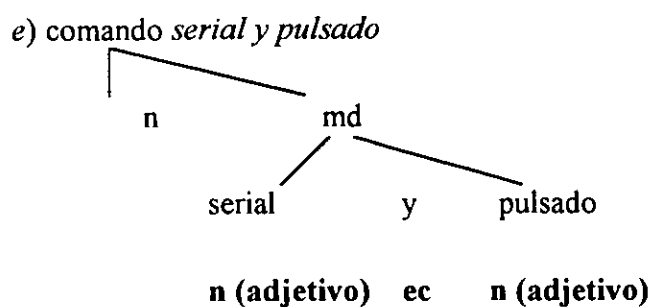 e) comando serial y pulsado
n md
serial y pulsado
n (adjetivo) ec n (adjetivo)